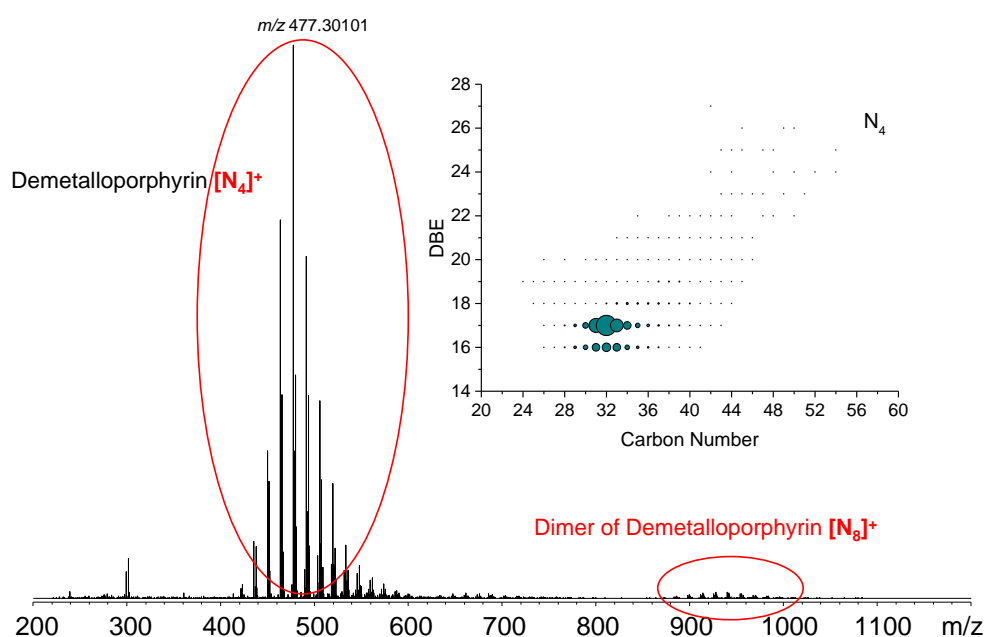 m/z 477.30101
Demetalloporphyrin [N₄]⁺
28
26
24
22
20
18
16
14
DBE
N₄
20 24 28 32 36 40 44 48 52 56 60
Carbon Number
Dimer of Demetalloporphyrin [N₈]⁺
200 300 400 500 600 700 800 900 1000 1100 m/z